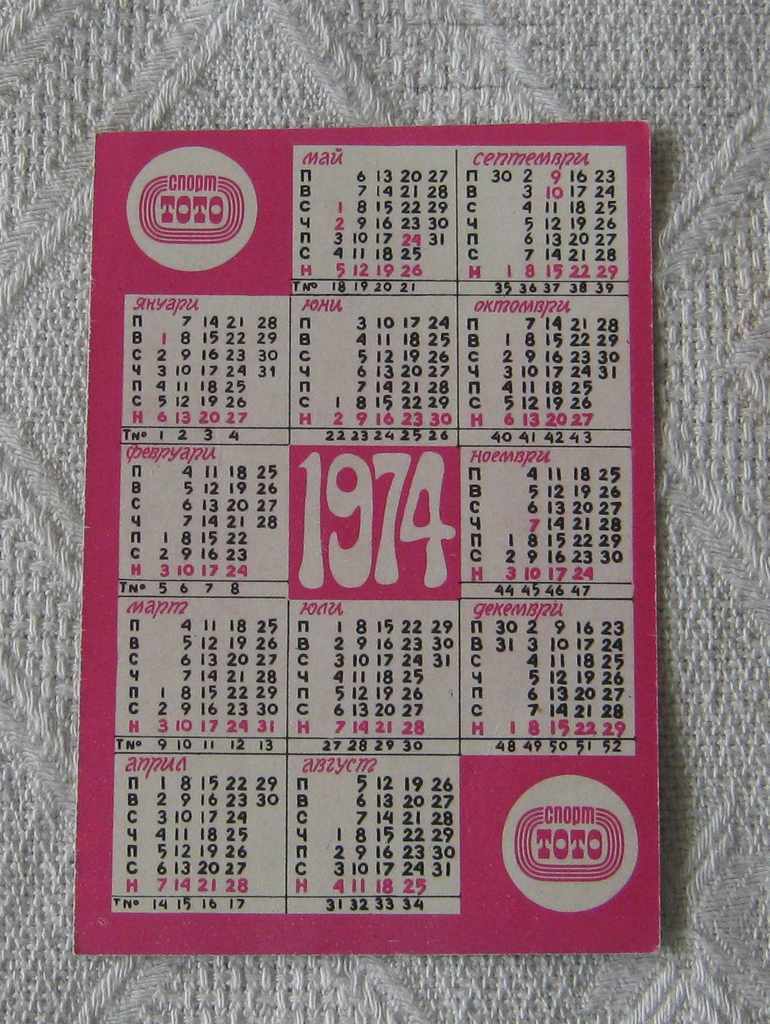 спорт
ТОТО
май
П 6 13 20 27
В 7 14 21 28
С 1 8 15 22 29
Ч 2 9 16 23 30
П 3 10 17 24 31
С 4 11 18 25
Н 5 12 19 26
Т№ 18 19 20 21
септември
П 30 2 9 16 23
В 3 10 17 24
С 4 11 18 25
Ч 5 12 19 26
П 6 13 20 27
С 7 14 21 28
Н 1 8 15 22 29
35 36 37 38 39
януари
П 7 14 21 28
В 1 8 15 22 29
С 2 9 16 23 30
Ч 3 10 17 24 31
П 4 11 18 25
С 5 12 19 26
Н 6 13 20 27
Т№ 1 2 3 4
юни
П 3 10 17 24
В 4 11 18 25
С 5 12 19 26
Ч 6 13 20 27
П 7 14 21 28
С 1 8 15 22 29
Н 2 9 16 23 30
22 23 24 25 26
октомври
П 7 14 21 28
В 1 8 15 22 29
С 2 9 16 23 30
Ч 3 10 17 24 31
П 4 11 18 25
С 5 12 19 26
Н 6 13 20 27
40 41 42 43
февруари
П 4 11 18 25
В 5 12 19 26
С 6 13 20 27
Ч 7 14 21 28
П 1 8 15 22
С 2 9 16 23
Н 3 10 17 24
Т№ 5 6 7 8
1974
ноември
П 4 11 18 25
В 5 12 19 26
С 6 13 20 27
Ч 7 14 21 28
П 1 8 15 22 29
С 2 9 16 23 30
Н 3 10 17 24
44 45 46 47
март
П 4 11 18 25
В 5 12 19 26
С 6 13 20 27
Ч 7 14 21 28
П 1 8 15 22 29
С 2 9 16 23 30
Н 3 10 17 24 31
Т№ 9 10 11 12 13
юли
П 1 8 15 22 29
В 2 9 16 23 30
С 3 10 17 24 31
Ч 4 11 18 25
П 5 12 19 26
С 6 13 20 27
Н 7 14 21 28
27 28 29 30
декември
П 30 2 9 16 23
В 31 3 10 17 24
С 4 11 18 25
Ч 5 12 19 26
П 6 13 20 27
С 7 14 21 28
Н 1 8 15 22 29
48 49 50 51 52
април
П 1 8 15 22 29
В 2 9 16 23 30
С 3 10 17 24
Ч 4 11 18 25
П 5 12 19 26
С 6 13 20 27
Н 7 14 21 28
Т№ 14 15 16 17
август
П 5 12 19 26
В 6 13 20 27
С 7 14 21 28
Ч 1 8 15 22 29
П 2 9 16 23 30
С 3 10 17 24 31
Н 4 11 18 25
31 32 33 34
спорт
ТОТО